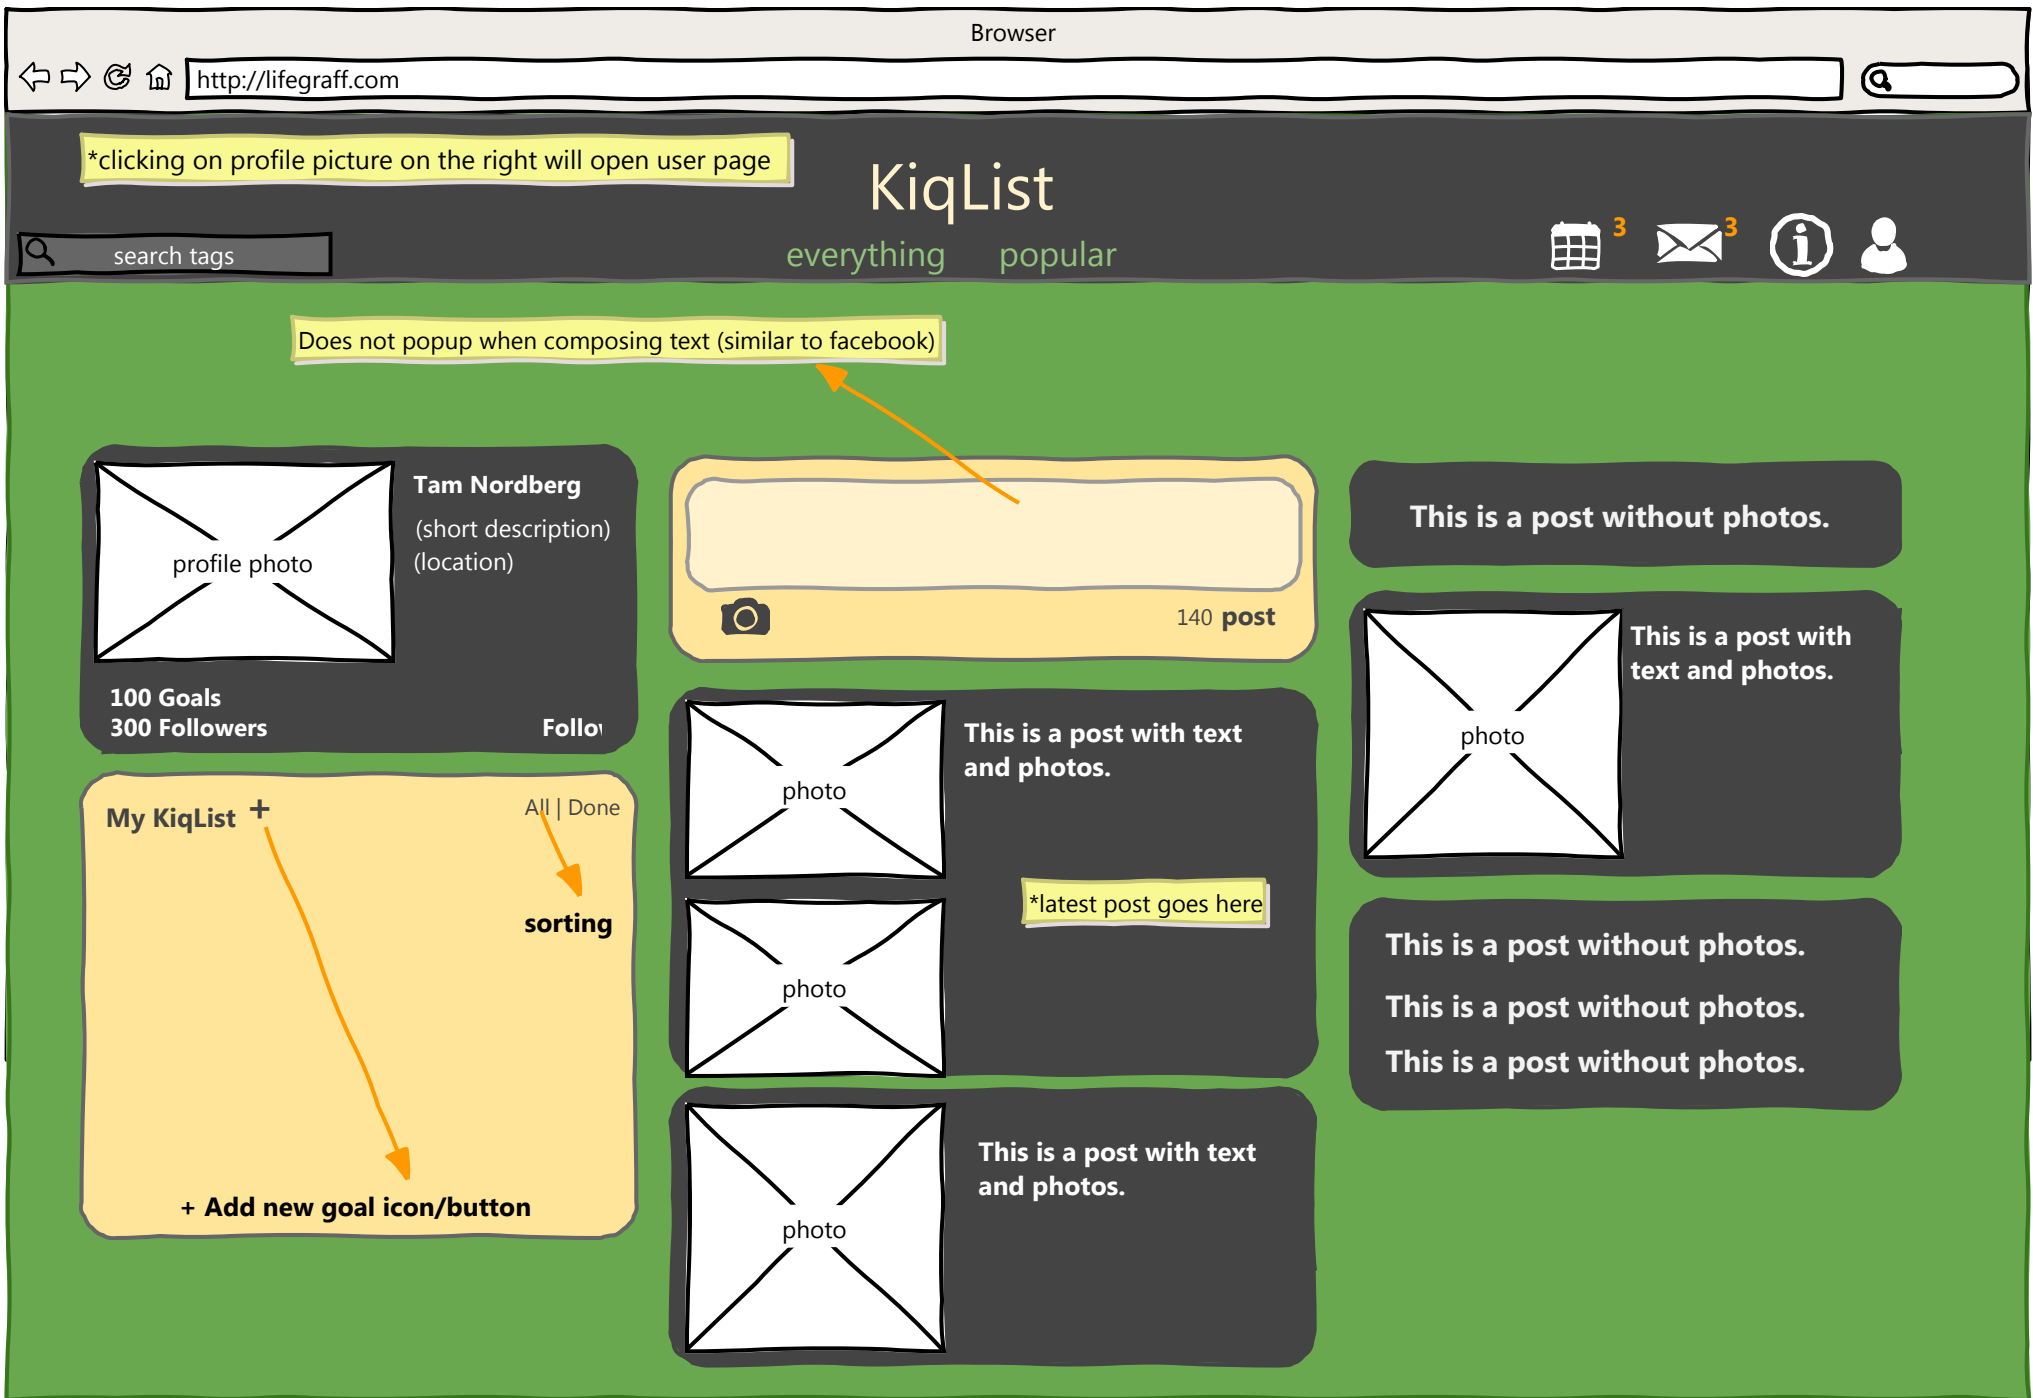 Browser
http://lifegraff.com
*clicking on profile picture on the right will open user page
KiqList
search tags
everything popular
3
3
Does not popup when composing text (similar to facebook)
profile photo
Tam Nordberg
(short description)
(location)
100 Goals
300 Followers
Follo
My KiqList +
All | Done
sorting
+ Add new goal icon/button
140 post
photo
This is a post with text
and photos.
*latest post goes here
photo
photo
This is a post with text
and photos.
This is a post without photos.
photo
This is a post with
text and photos.
This is a post without photos.
This is a post without photos.
This is a post without photos.